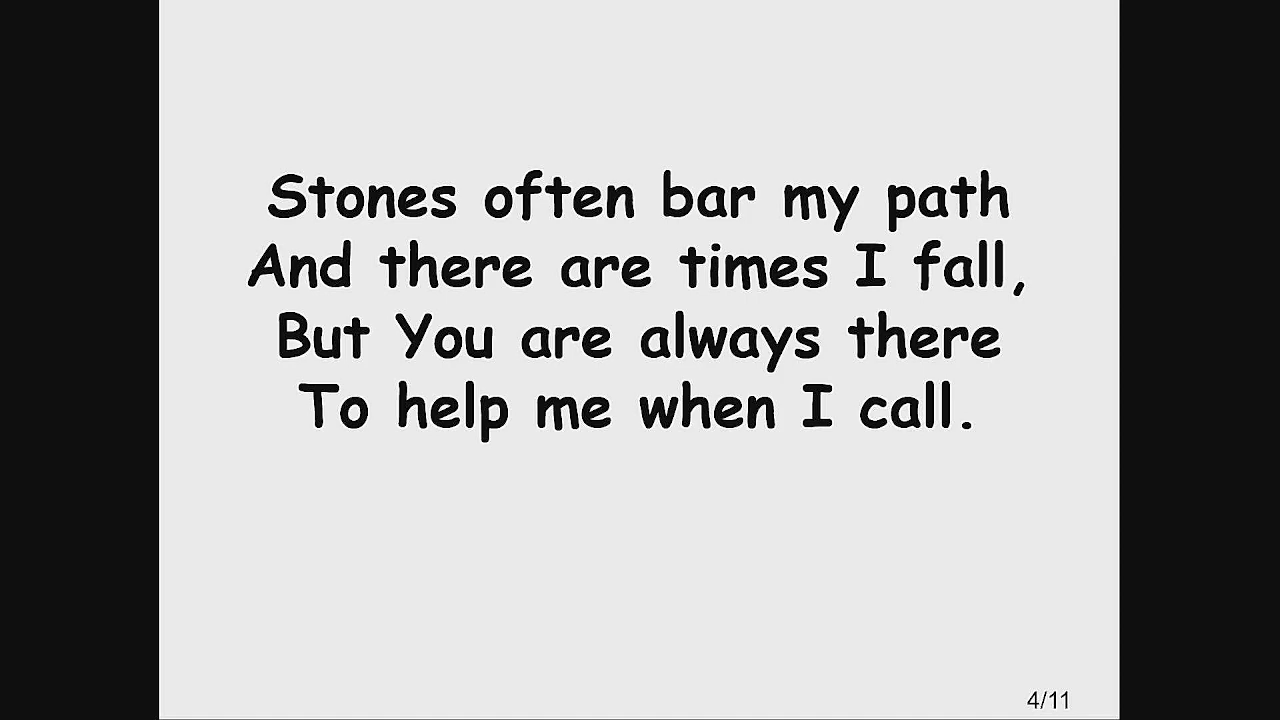 Stones often bar my path
And there are times I fall,
But You are always there
To help me when I call.
4/11